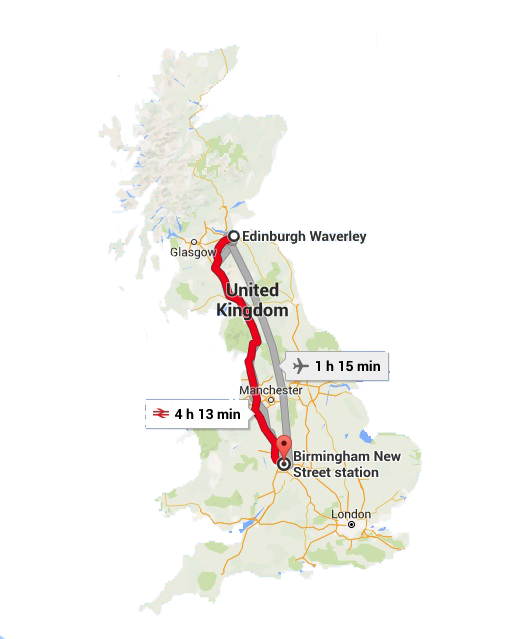 Edinburgh Waverley
Glasgow
United
Kingdom
1 h 15 min
Manchester
4 h 13 min
Birmingham New
Street station
London